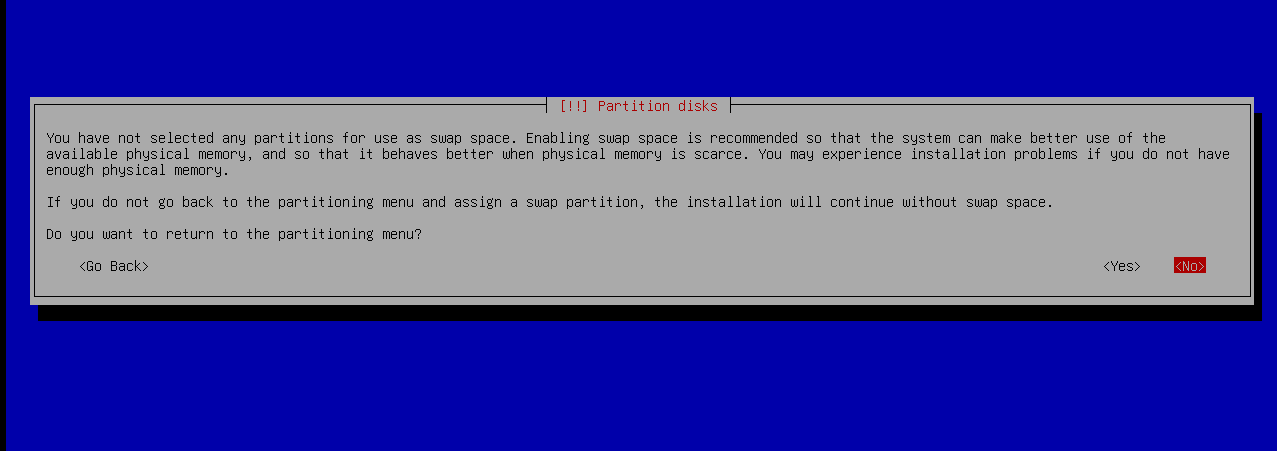 [!!] Partition disks
You have not selected any partitions for use as swap space. Enabling swap space is recommended so that the system can make better use of the
available physical memory, and so that it behaves better when physical memory is scarce. You may experience installation problems if you do not have
enough physical memory.
If you do not go back to the partitioning menu and assign a swap partition, the installation will continue without swap space.
Do you want to return to the partitioning menu?
<Go Back> <Yes> <No>